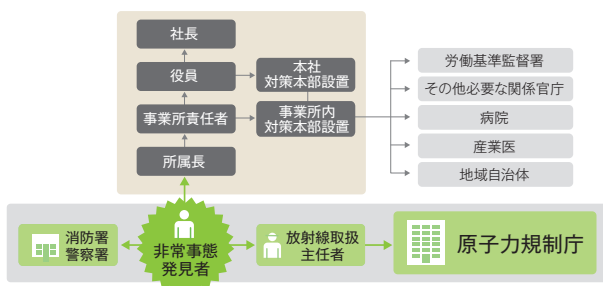 社長
役員
事業所責任者
所属長
本社
対策本部設置
事業所内
対策本部設置
労働基準監督署
その他必要な関係官庁
病院
産業医
地域自治体
消防署
警察署
非常事態
発見者
放射線取扱
主任者
原子力規制庁